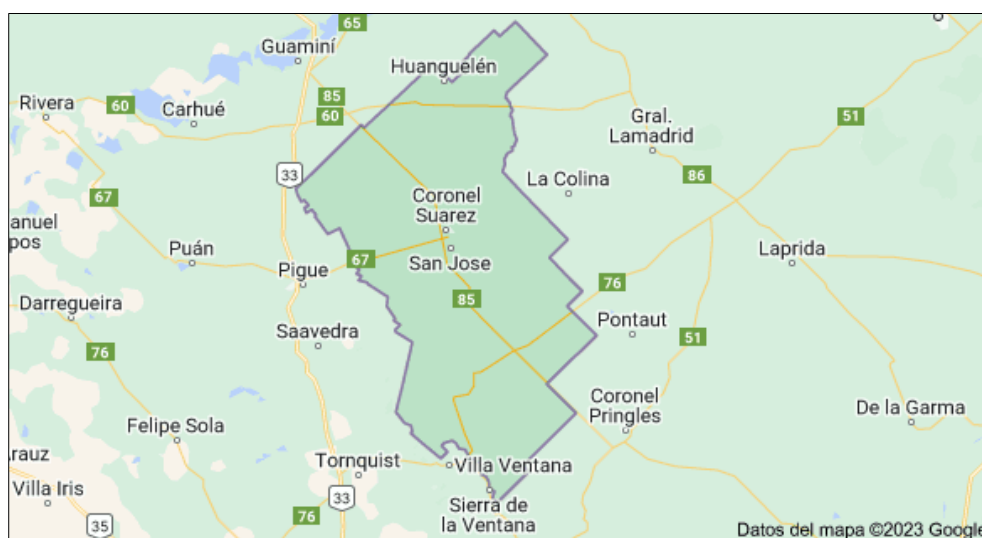 65
Guaminí
Huanguelén
85
60
Rivera
60
Carhué
51
Gral.
Lamadrid
33
La Colina
86
67
Coronel
Suarez
anuel
pos
Puán
67
San Jose
Laprida
Pigue
76
85
Darregueira
Saavedra
Pontaut
51
76
Coronel
Pringles
De la Garma
Felipe Sola
Arauz
Tornquist
Villa Ventana
Villa Iris
33
Sierra de
la Ventana
76
35
Datos del mapa ©2023 Google